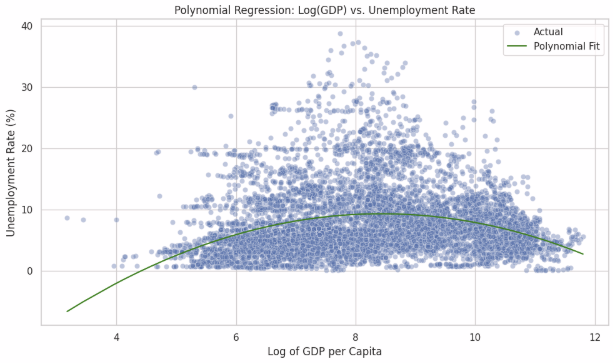 Polynomial Regression: Log(GDP) vs. Unemployment Rate
Actual
Polynomial Fit
Unemployment Rate (%)
40
30
20
10
0
4
6
8
10
12
Log of GDP per Capita